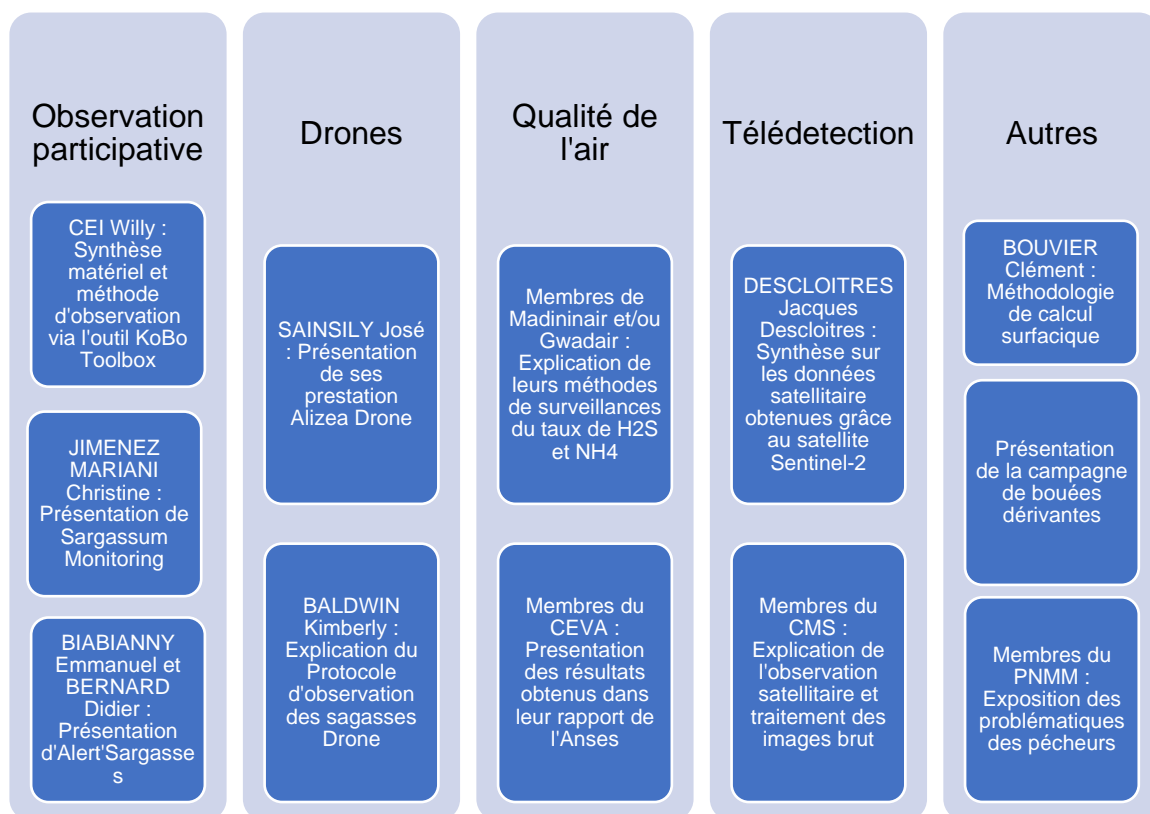 Observation
participative
CEI Willy :
Synthèse
matériel et
méthode
d'observation
via l'outil KoBo
Toolbox
JIMENEZ
MARIANI
Christine :
Présentation de
Sargassum
Monitoring
BIABIANNY
Emmanuel et
BERNARD
Didier :
Présentation
d'Alert'Sargasse
s
Drones
SAINSILY José
: Présentation
de ses
prestation
Alizea Drone
BALDWIN
Kimberly :
Explication du
Protocole
d'observation
des sagasses
Drone
Qualité de
l'air
Membres de
Madininair et/ou
Gwadair :
Explication de
leurs méthodes
de surveillances
du taux de H2S
et NH4
Membres du
CEVA :
Presentation
des résultats
obtenus dans
leur rapport de
l'Anses
Télédetection
DESCLOITRES
Jacques
Descloitres :
Synthèse sur
les données
satellitaire
obtenues grâce
au satellite
Sentinel-2
Membres du
CMS :
Explication de
l'observation
satellitaire et
traitement des
images brut
Autres
BOUVIER
Clément :
Méthodologie
de calcul
surfacique
Présentation
de la campagne
de bouées
dérivantes
Membres du
PNMM :
Exposition des
problématiques
des pécheurs